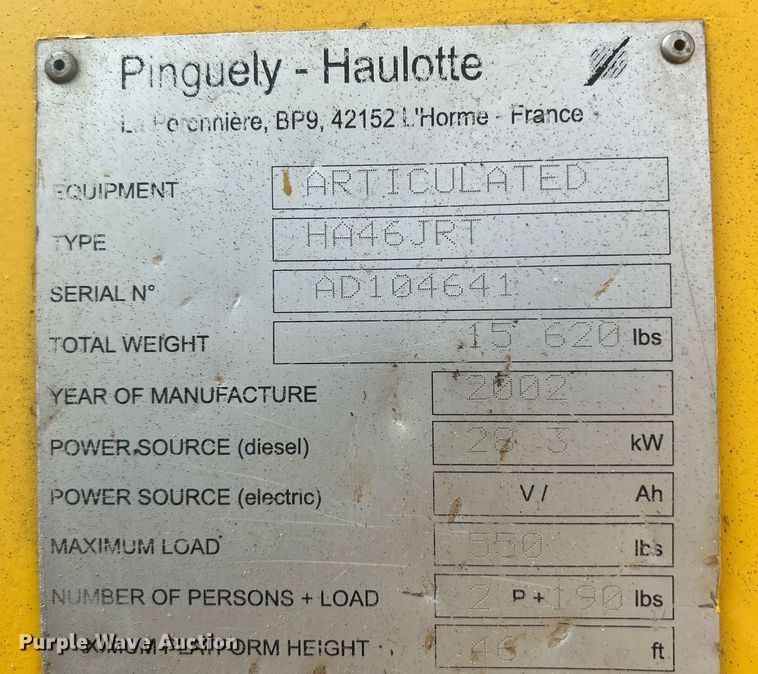 Pinguely - Haulotte
La Peronnière, BP9, 42152 L'Horme - France
EQUIPMENT ARTICULATED
TYPE HA46JRT
SERIAL N° AD104641
TOTAL WEIGHT 15 620 lbs
YEAR OF MANUFACTURE 2002
POWER SOURCE (diesel) 26.3 kW
POWER SOURCE (electric) V / Ah
MAXIMUM LOAD 550 lbs
NUMBER OF PERSONS + LOAD 2 P + 190 lbs
MAXIMUM PLATFORM HEIGHT 46 ft
Purple Wave Auction